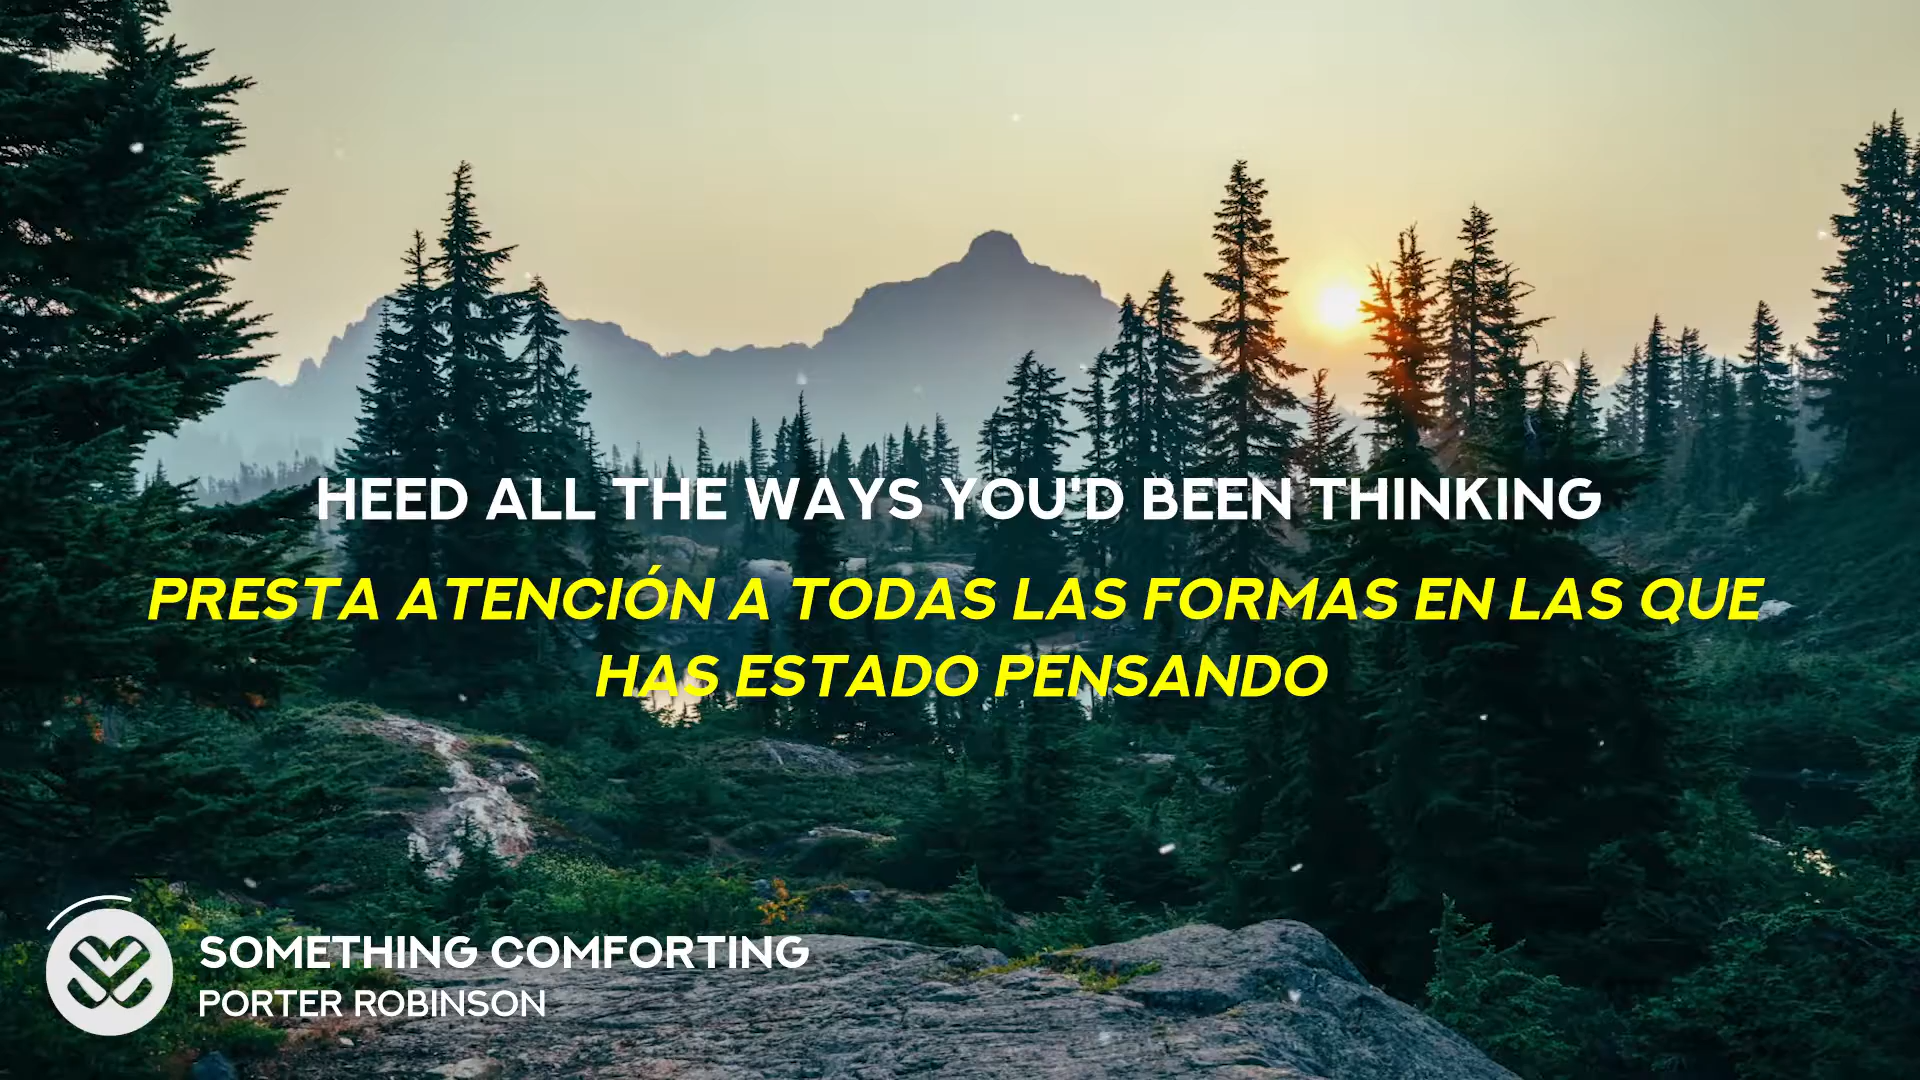 HEED ALL THE WAYS YOU'D BEEN THINKING
PRESTA ATENCIÓN A TODAS LAS FORMAS EN LAS QUE
HAS ESTADO PENSANDO
SOMETHING COMFORTING
PORTER ROBINSON